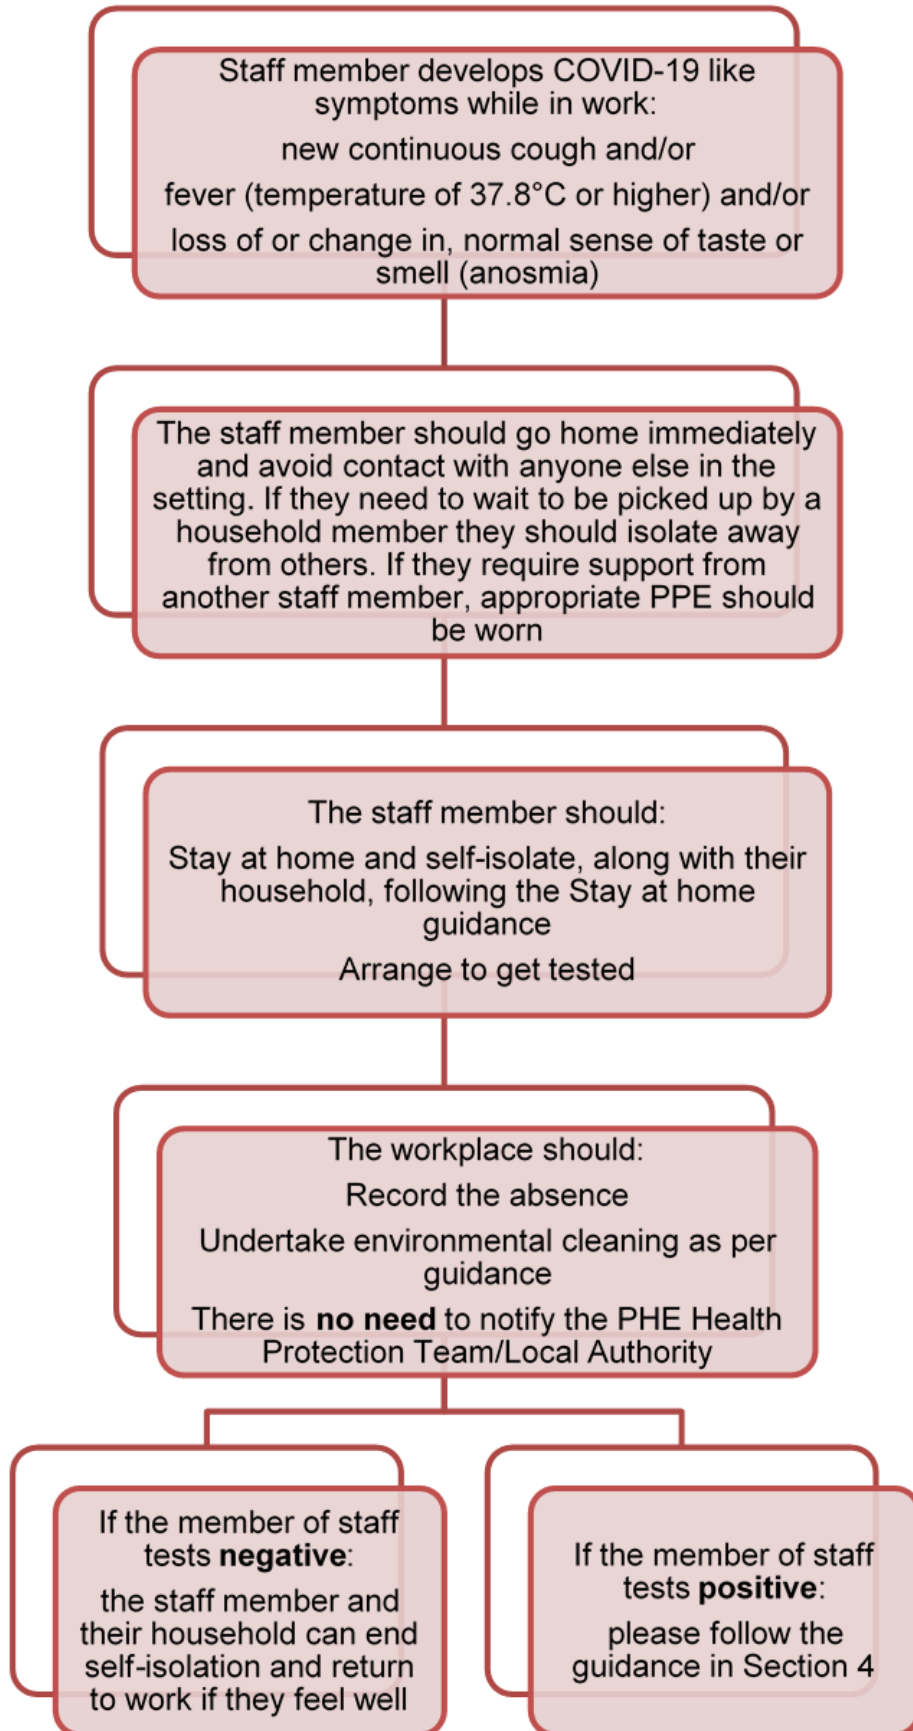 Staff member develops COVID-19 like
symptoms while in work:
new continuous cough and/or
fever (temperature of 37.8°C or higher) and/or
loss of or change in, normal sense of taste or
smell (anosmia)
The staff member should go home immediately
and avoid contact with anyone else in the
setting. If they need to wait to be picked up by a
household member they should isolate away
from others. If they require support from
another staff member, appropriate PPE should
be worn
The staff member should:
Stay at home and self-isolate, along with their
household, following the Stay at home
guidance
Arrange to get tested
The workplace should:
Record the absence
Undertake environmental cleaning as per
guidance
There is no need to notify the PHE Health
Protection Team/Local Authority
If the member of staff
tests negative:
the staff member and
their household can end
self-isolation and return
to work if they feel well
If the member of staff
tests positive:
please follow the
guidance in Section 4